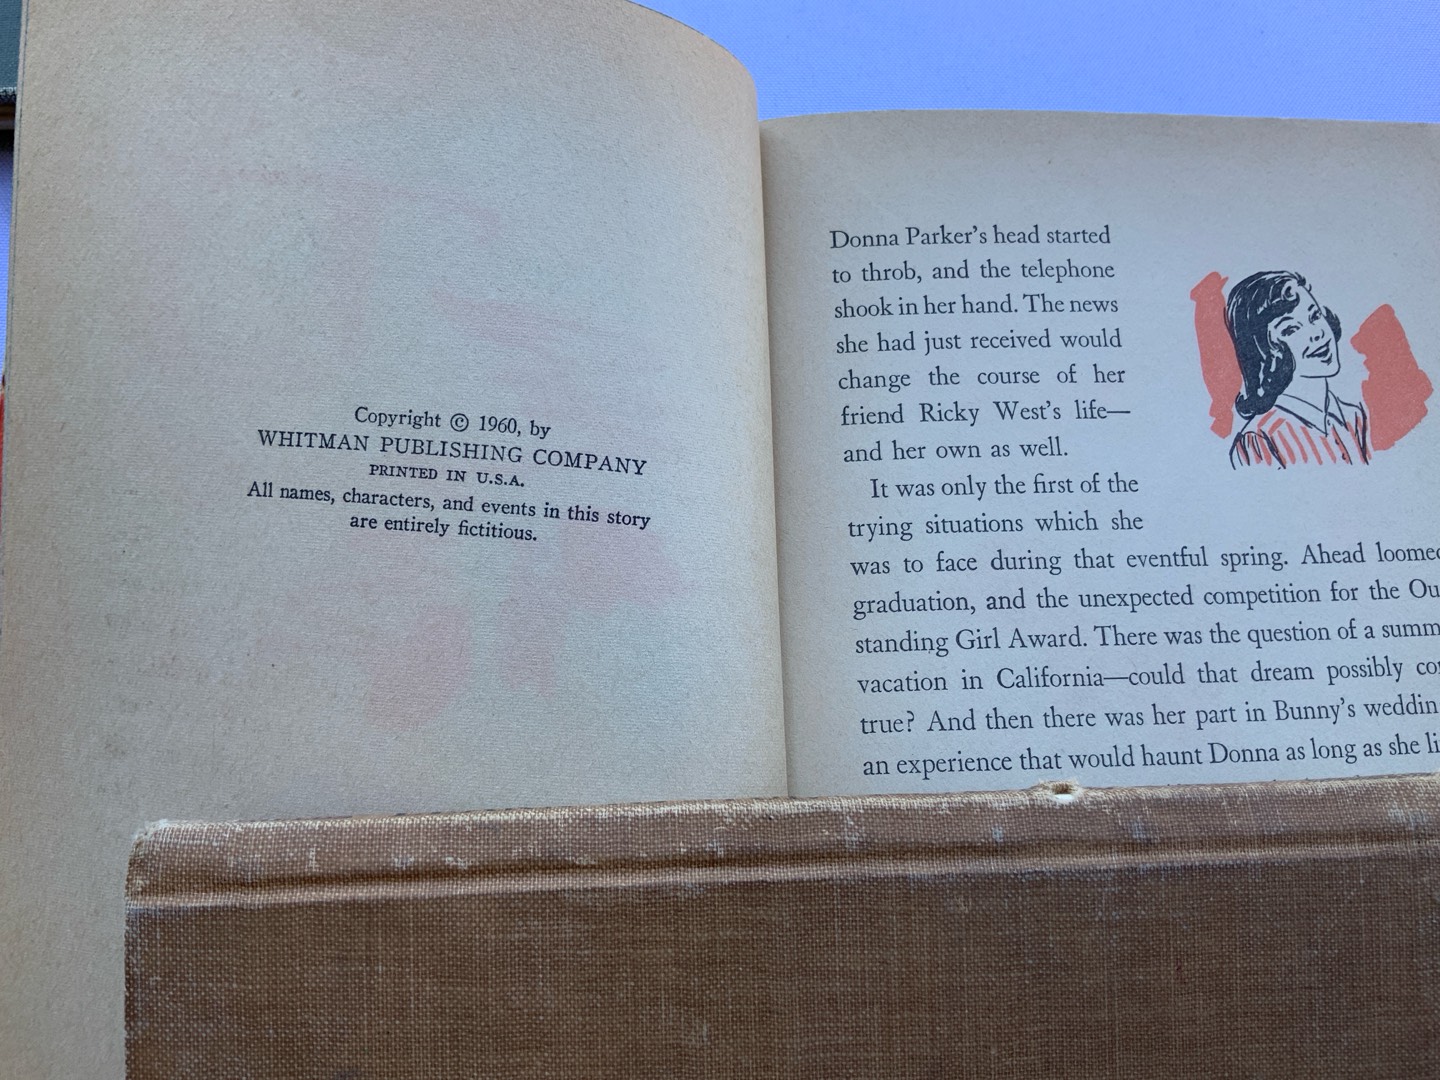 Copyright © 1960, by
WHITMAN PUBLISHING COMPANY
PRINTED IN U.S.A.
All names, characters, and events in this story
are entirely fictitious.
Donna Parker's head started
to throb, and the telephone
shook in her hand. The news
she had just received would
change the course of her
friend Ricky West's life—
and her own as well.
It was only the first of the
trying situations which she
was to face during that eventful spring. Ahead loomed
graduation, and the unexpected competition for the Ou
standing Girl Award. There was the question of a summ
vacation in California—could that dream possibly co
true? And then there was her part in Bunny's weddin
an experience that would haunt Donna as long as she li